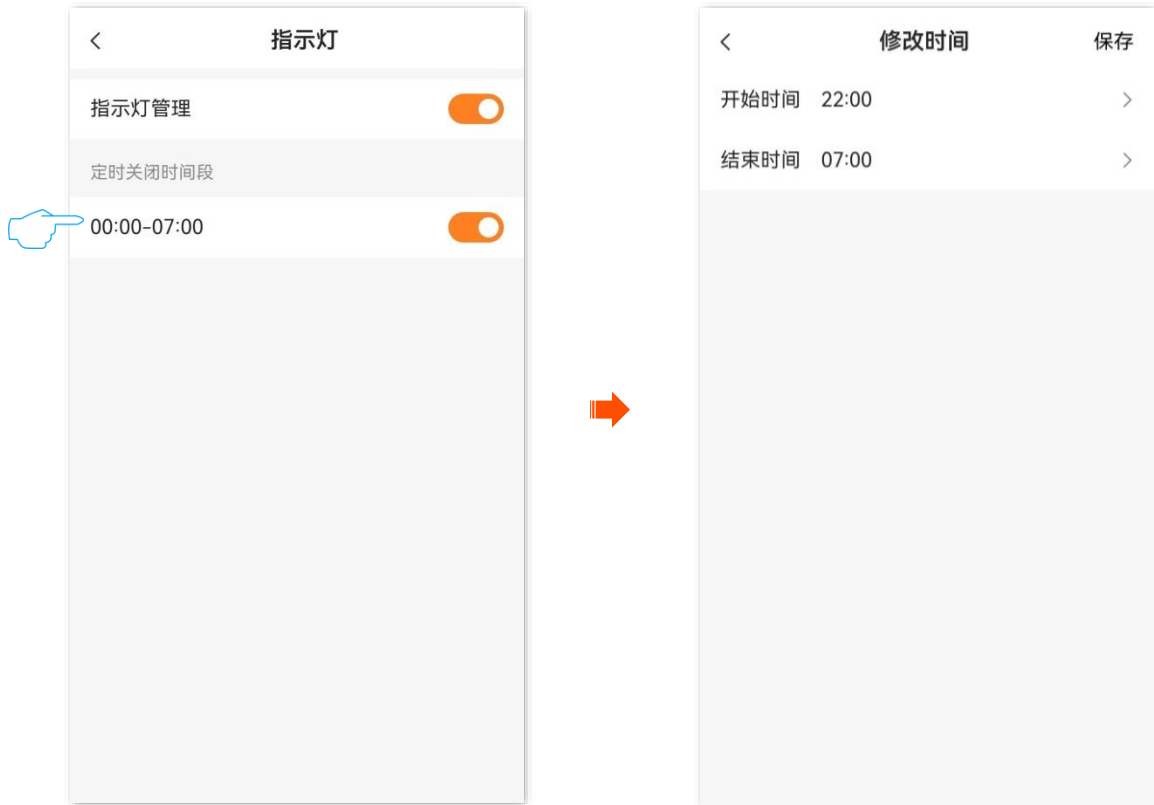 指示灯
指示灯管理
定时关闭时间段
00:00-07:00
修改时间 保存
开始时间 22:00
结束时间 07:00